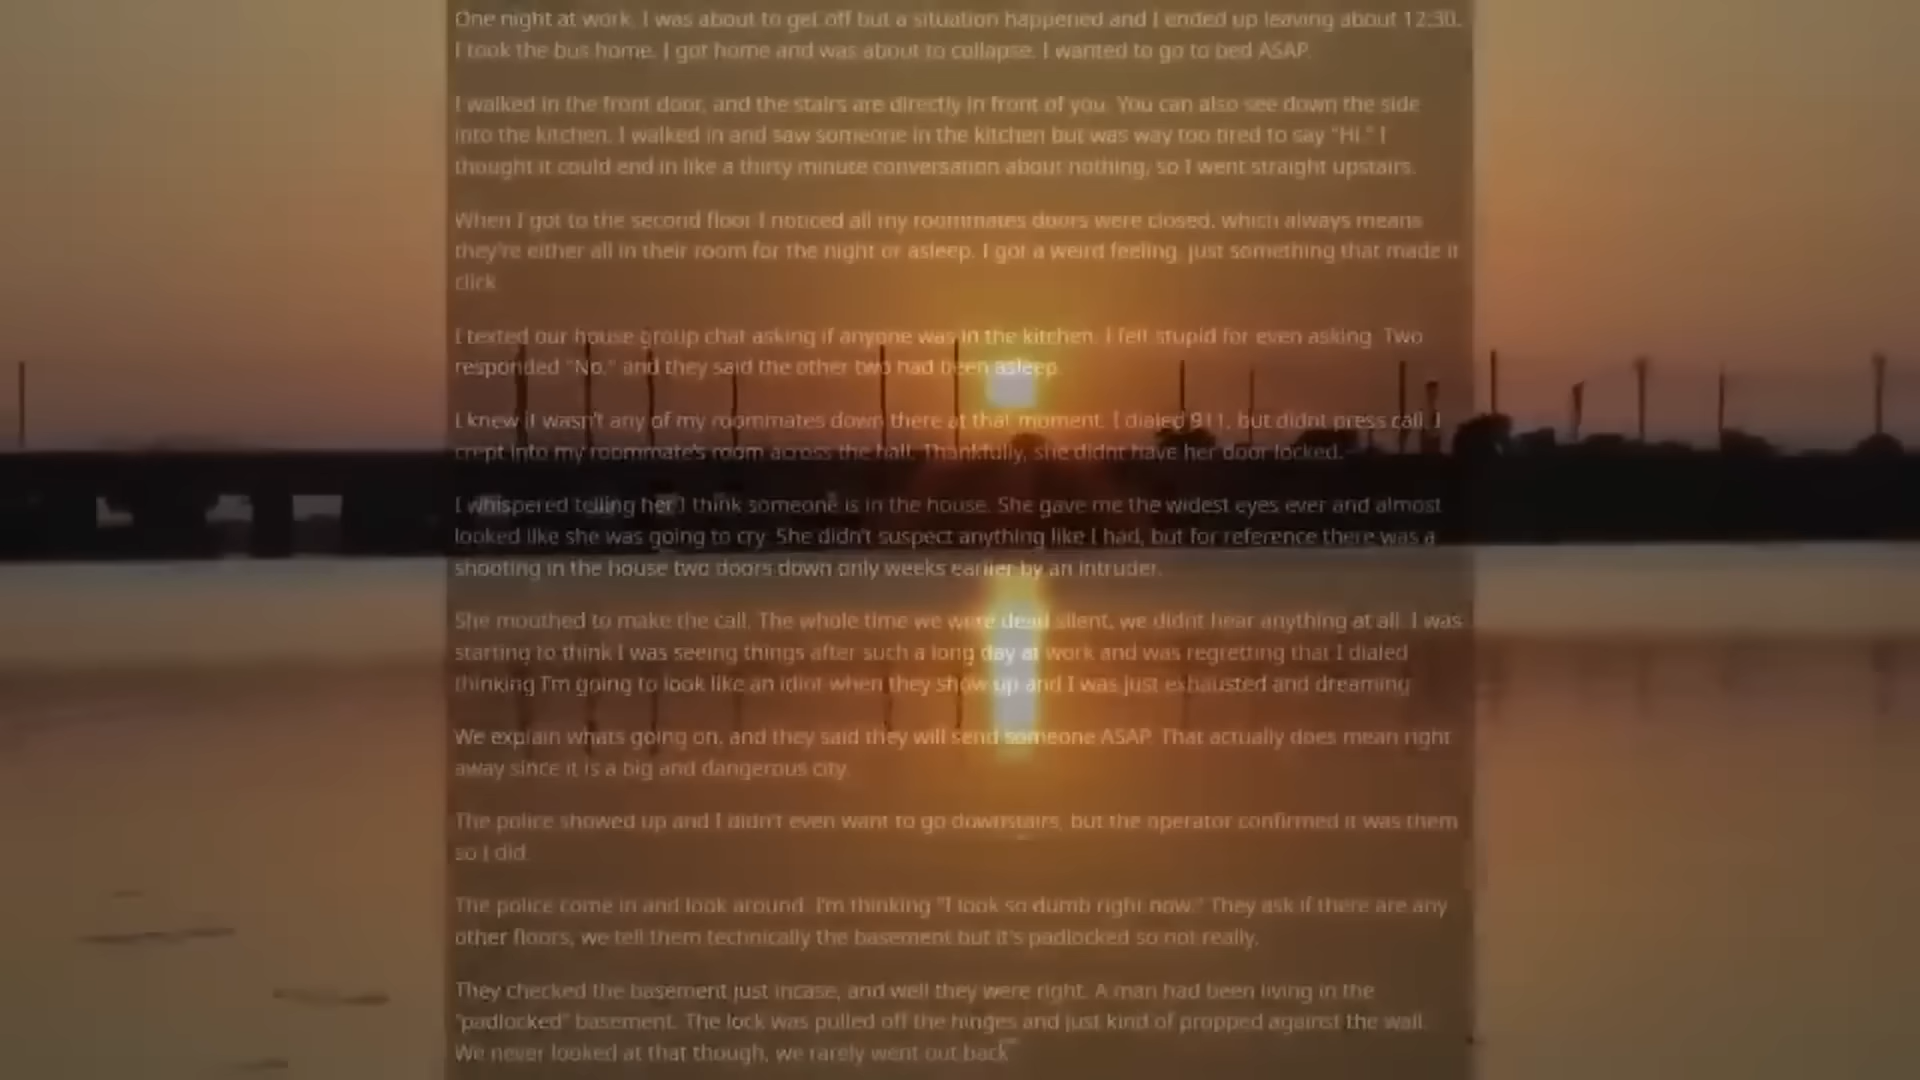 One night at work, I was about to get off but a situation happened and I ended up leaving about 12:30.
I took the bus home. I got home and was about to collapse. I wanted to go to bed ASAP.
I walked in the front door, and the stairs are directly in front of you. You can also see down the side
into the kitchen. I walked in and saw someone in the kitchen but was way too tired to say "Hi." I
thought it could end in like a thirty minute conversation about nothing, so I went straight upstairs.
When I got to the second floor I noticed all my roommates doors were closed, which always means
they're either all in their room for the night or asleep. I got a weird feeling, just something that made it
click.
I texted our house group chat asking if anyone was in the kitchen. I felt stupid for even asking. Two
responded "No," and they said the other two had been asleep.
I knew it wasn't any of my roommates down there at that moment. I dialed 911, but didnt press call. I
crept into my roommate's room across the hall. Thankfully, she didnt have her door locked.
I whispered telling her I think someone is in the house. She gave me the widest eyes ever and almost
looked like she was going to cry. She didn't suspect anything like I had, but for reference there was a
shooting in the house two doors down only weeks earlier by an intruder.
She mouthed to make the call. The whole time we were dead silent, we didnt hear anything at all. I was
starting to think I was seeing things after such a long day at work and was regretting that I dialed
thinking I'm going to look like an idiot when they show up and I was just exhausted and dreaming
We explain whats going on, and they said they will send someone ASAP. That actually does mean right
away since it is a big and dangerous city.
The police showed up and I didn't even want to go downstairs, but the operator confirmed it was them
so I did.
The police come in and look around. I'm thinking "I look so dumb right now." They ask if there are any
other floors, we tell them technically the basement but it's padlocked so not really.
They checked the basement just incase, and well they were right. A man had been living in the
"padlocked" basement. The lock was pulled off the hinges and just kind of propped against the wall.
We never looked at that though, we rarely went out back"